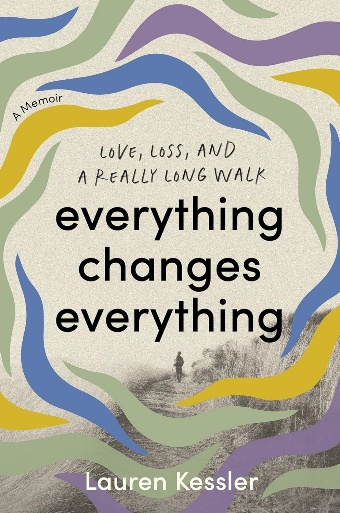 A Memoir
LOVE, LOSS, AND
A REALLY LONG WALK
everything
changes
everything
Lauren Kessler